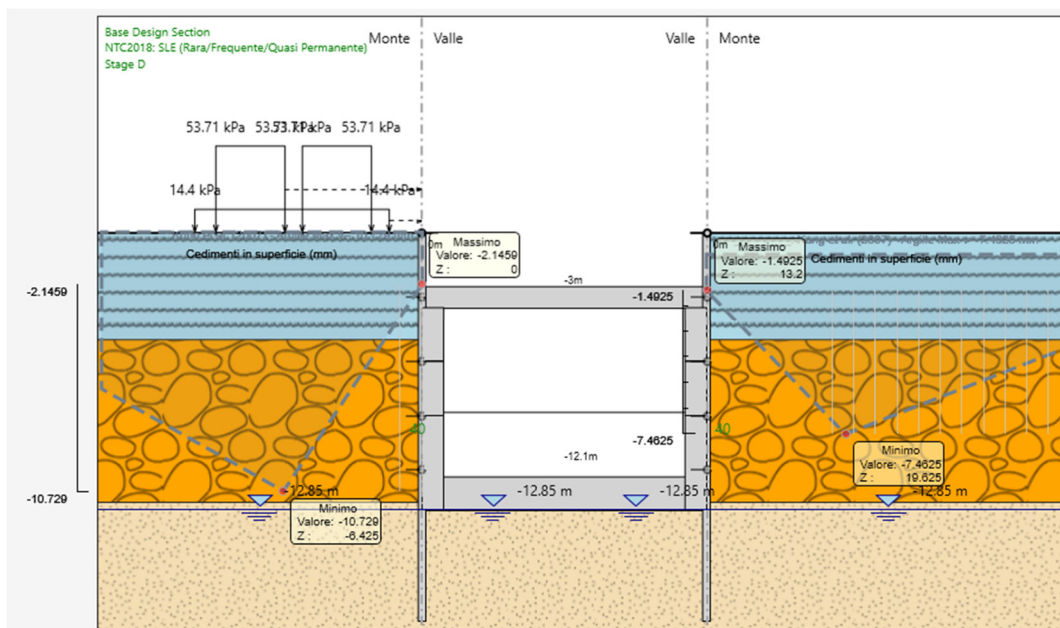 Base Design Section
NTC2018: SLE (Rara/Frequente/Quasi Permanente)
Stage D
Monte
Valle
Valle
Monte
53.71 kPa
53.71 kPa
53.71 kPa
14.4 kPa
14.4 kPa
0m
0m
Cedimenti in superficie (mm)
Massimo
Valore: -2.1459
Z : 0
Massimo
Valore: -1.4925
Z : 13.2
Cedimenti in superficie (mm)
-3m
-2.1459
-1.4925
40
40
-7.4625
-12.1m
Minimo
Valore: -7.4625
Z : 19.625
-10.729
-12.85 m
-12.85 m
-12.85 m
-12.85 m
Minimo
Valore: -10.729
Z : -6.425